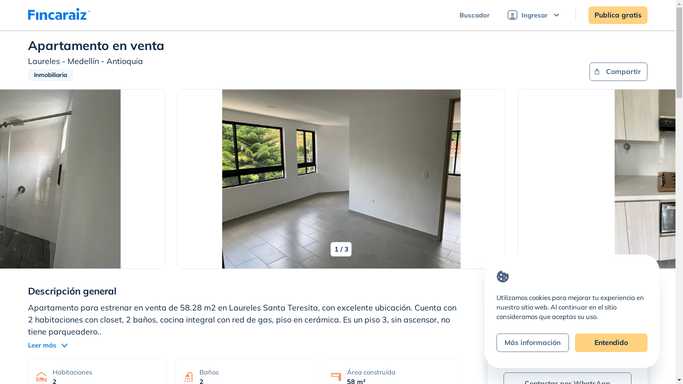 Fincaraíz
Buscador
Ingresar
Publica gratis
Apartamento en venta
Laureles - Medellín - Antioquia
Inmobiliaria
Compartir
1 / 3
Descripción general
Apartamento para estrenar en venta de 58.28 m2 en Laureles Santa Teresita, con excelente ubicación. Cuenta con
2 habitaciones con closet, 2 baños, cocina integral con red de gas, piso en cerámica. Es un piso 3, sin ascensor, no
tiene parqueadero..
Leer más
Habitaciones
2
Baños
2
Área construida
58 m²
Utilizamos cookies para mejorar tu experiencia en
nuestro sitio web. Al continuar en el sitio
consideramos que aceptas su uso.
Más información
Entendido
Contactar por WhatsApp